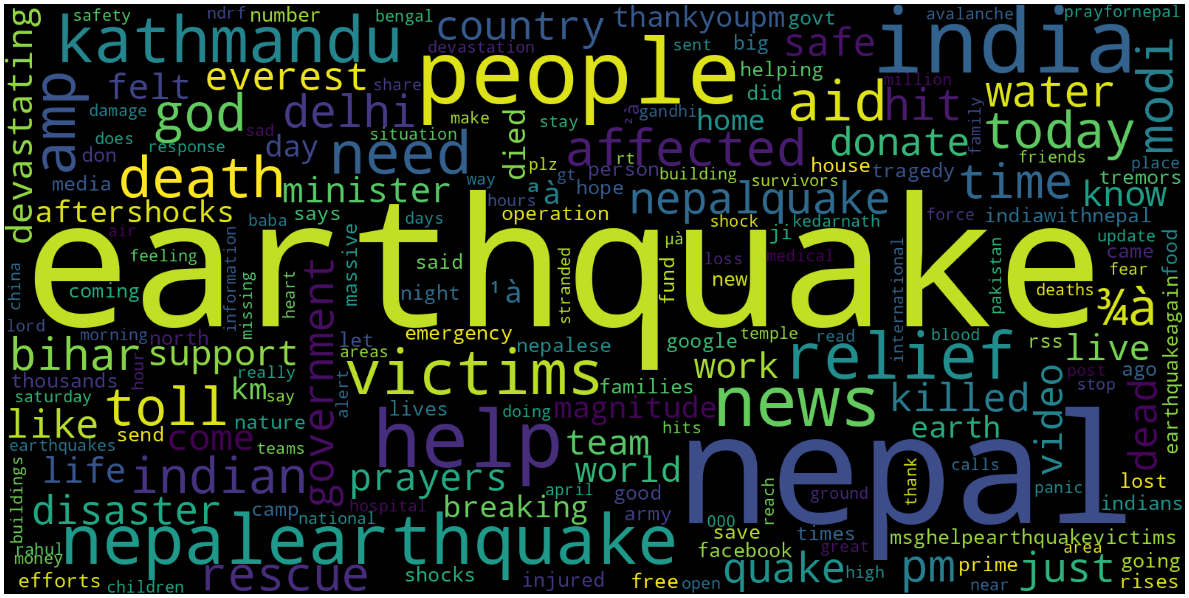 safety ndrf bengal number country thankyoupm govt avalanche prayfornepal
kathmandu devastation sent big safe india
devastating amp felt everest share people helping aid hit million water modi
damage god delhi situation make did gandhi home today family
does response sad need stay affected donate friends place
don day died plz rt person building house tragedy time know tremors
media death minister way gt hope survivors
aftershocks baba says hours operation nepalquake shock ji kedarnath force indiawithnepal update
air feeling information heart massive said stranded fund loss new medical international pakistan came fear
earthquake
china coming missing night deaths
lord morning north government let emergency temple read blood rss
bihar support alert areas nepalese google relief live ago earthquakeagainfood
thousands hour really km say victims families work post stop
saturday nature lives doing magnitude news killed video dead
like toll send come teams help hits team earth
earthquakes life indian prayers world nepal calls panic lost
buildings disaster camp national hospital april breaking good army 000 reach ground thank indians
rahul nepalearthquake save facebook times great msghelpearthquakevictims area
money efforts children rescue shocks injured free open quake high pm prime near just going rises